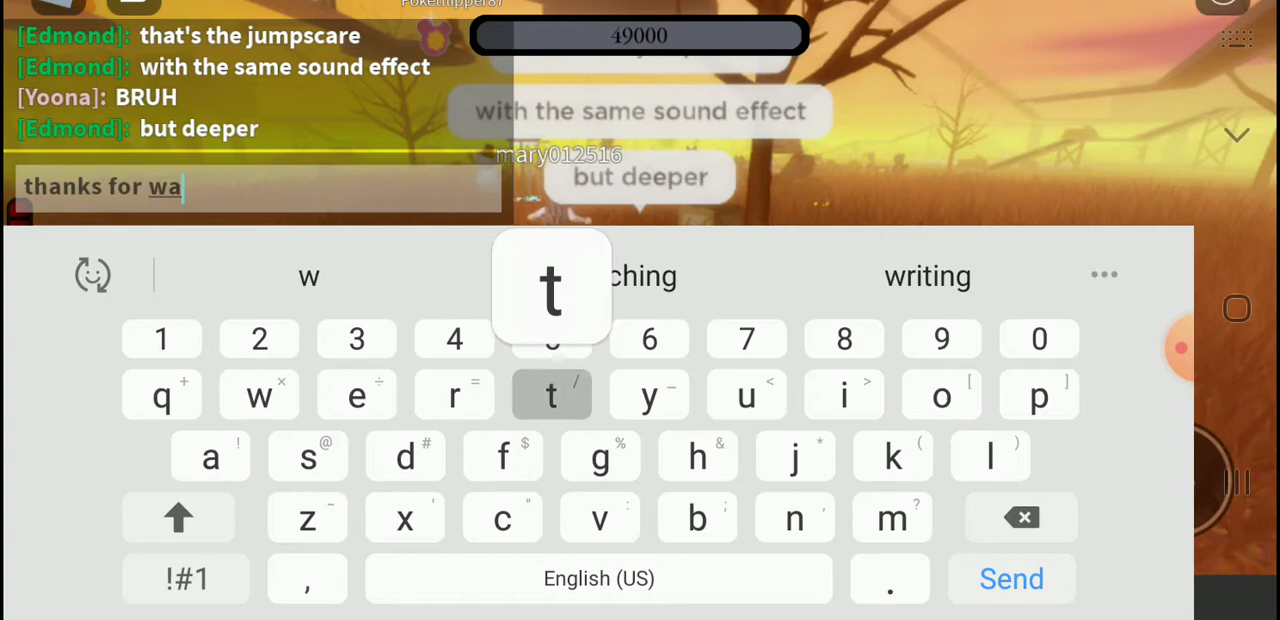 49000
[Edmond]: that's the jumpscare
[Edmond]: with the same sound effect
[Yoona]: BRUH
[Edmond]: but deeper
with the same sound effect
mary012516
but deeper
thanks for wa
w t ching writing •••
1 2 3 4 6 7 8 9 0
q + w × e ÷ r = t / y _ u < i > o [ p ]
a ! s @ d # f $ g % h & j * k ( l )
z - x ' c " v : b ; n , m ?
!#1 , English (US) . Send